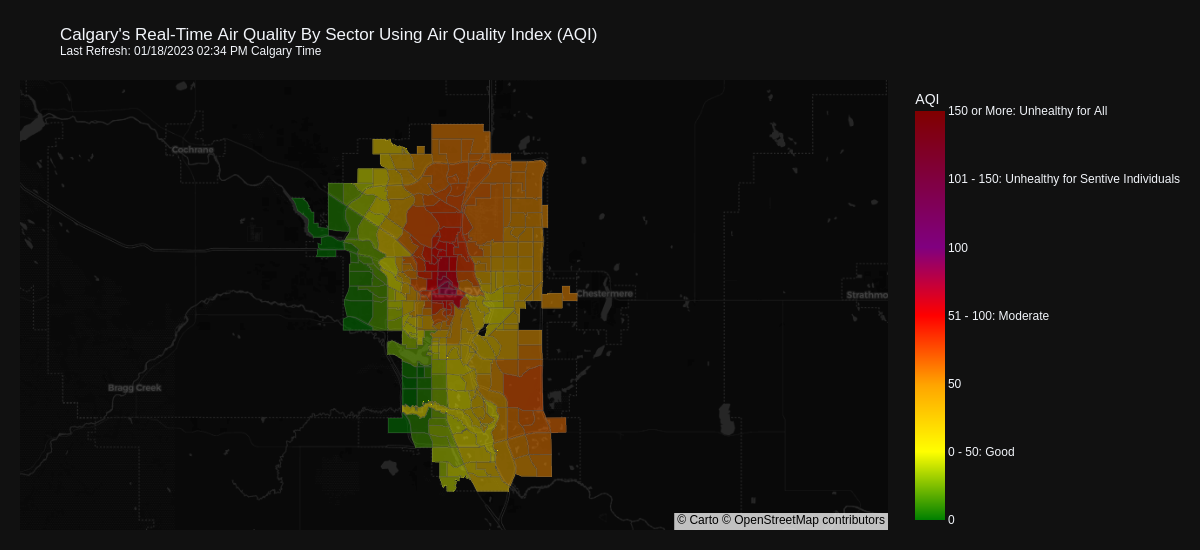 Calgary's Real-Time Air Quality By Sector Using Air Quality Index (AQI)
Last Refresh: 01/18/2023 02:34 PM Calgary Time
AQI
150 or More: Unhealthy for All
Cochrane
101 - 150: Unhealthy for Sentive Individuals
100
CALGARY
Chestermere
Strathmo
51 - 100: Moderate
50
Bragg Creek
0 - 50: Good
© Carto © OpenStreetMap contributors
0